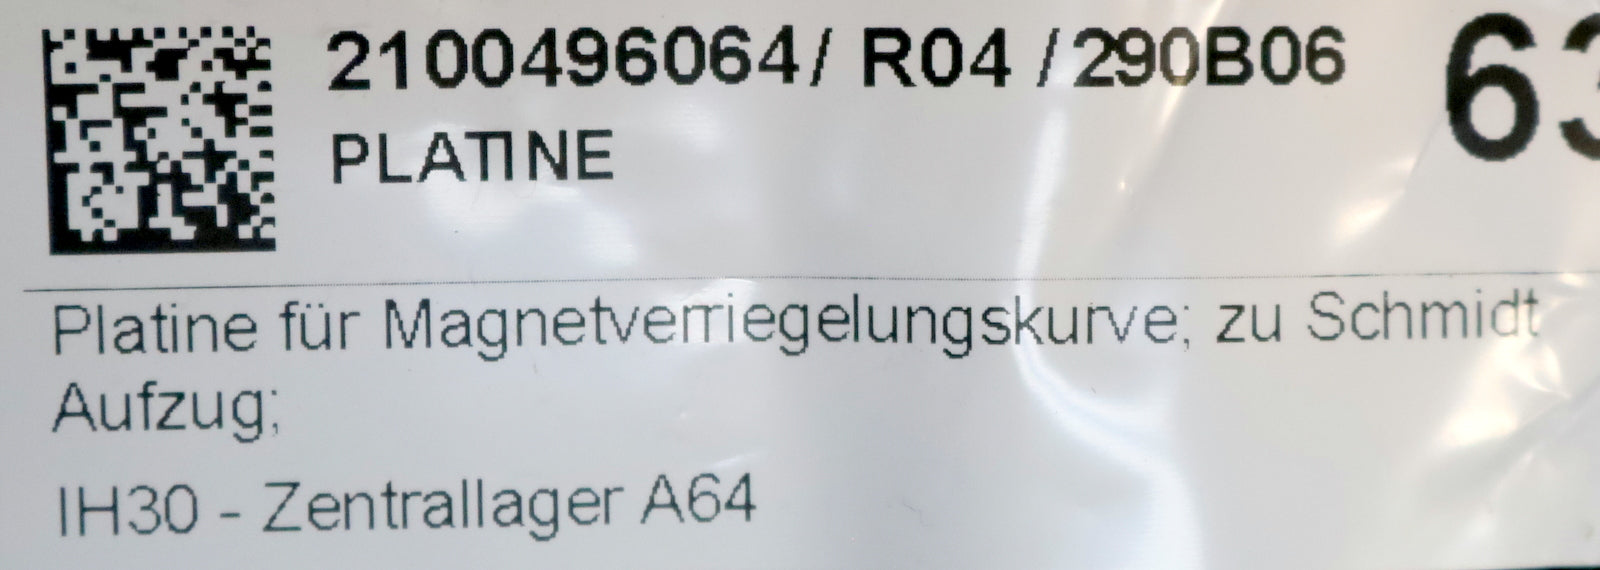 2100496064/ R04 /290B06
PLATINE
Platine für Magnetverriegelungskurve; zu Schmidt
Aufzug;
IH30 - Zentrallager A64